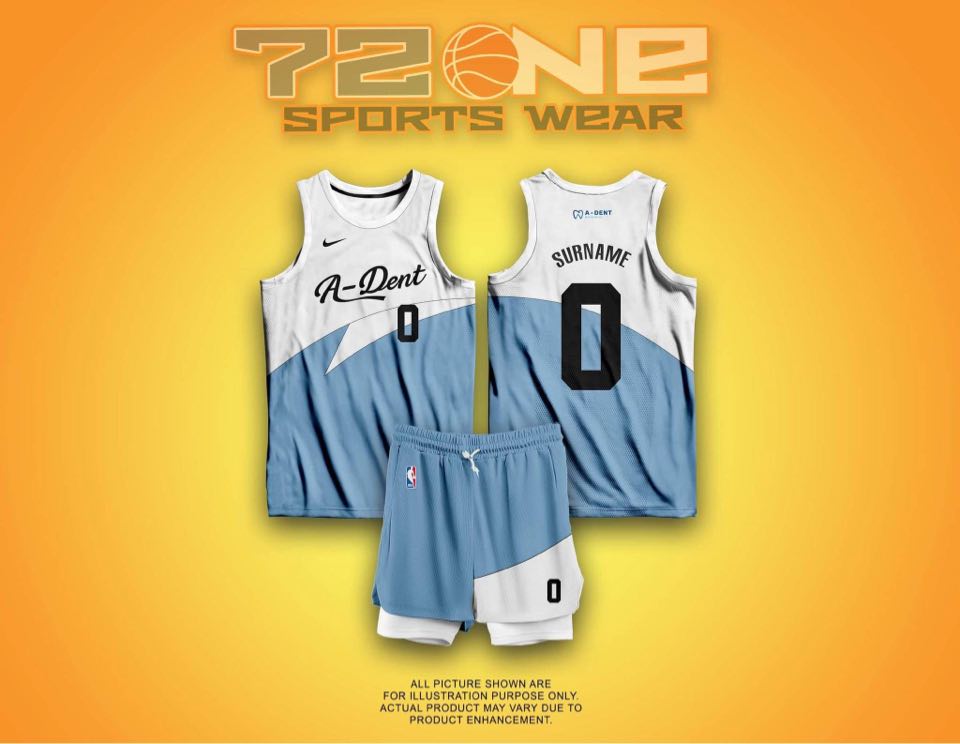 7ZONE
SPORTS WEAR
A-DENT
SURNAME
A-Dent
0
0
0
ALL PICTURE SHOWN ARE
FOR ILLUSTRATION PURPOSE ONLY.
ACTUAL PRODUCT MAY VARY DUE TO
PRODUCT ENHANCEMENT.